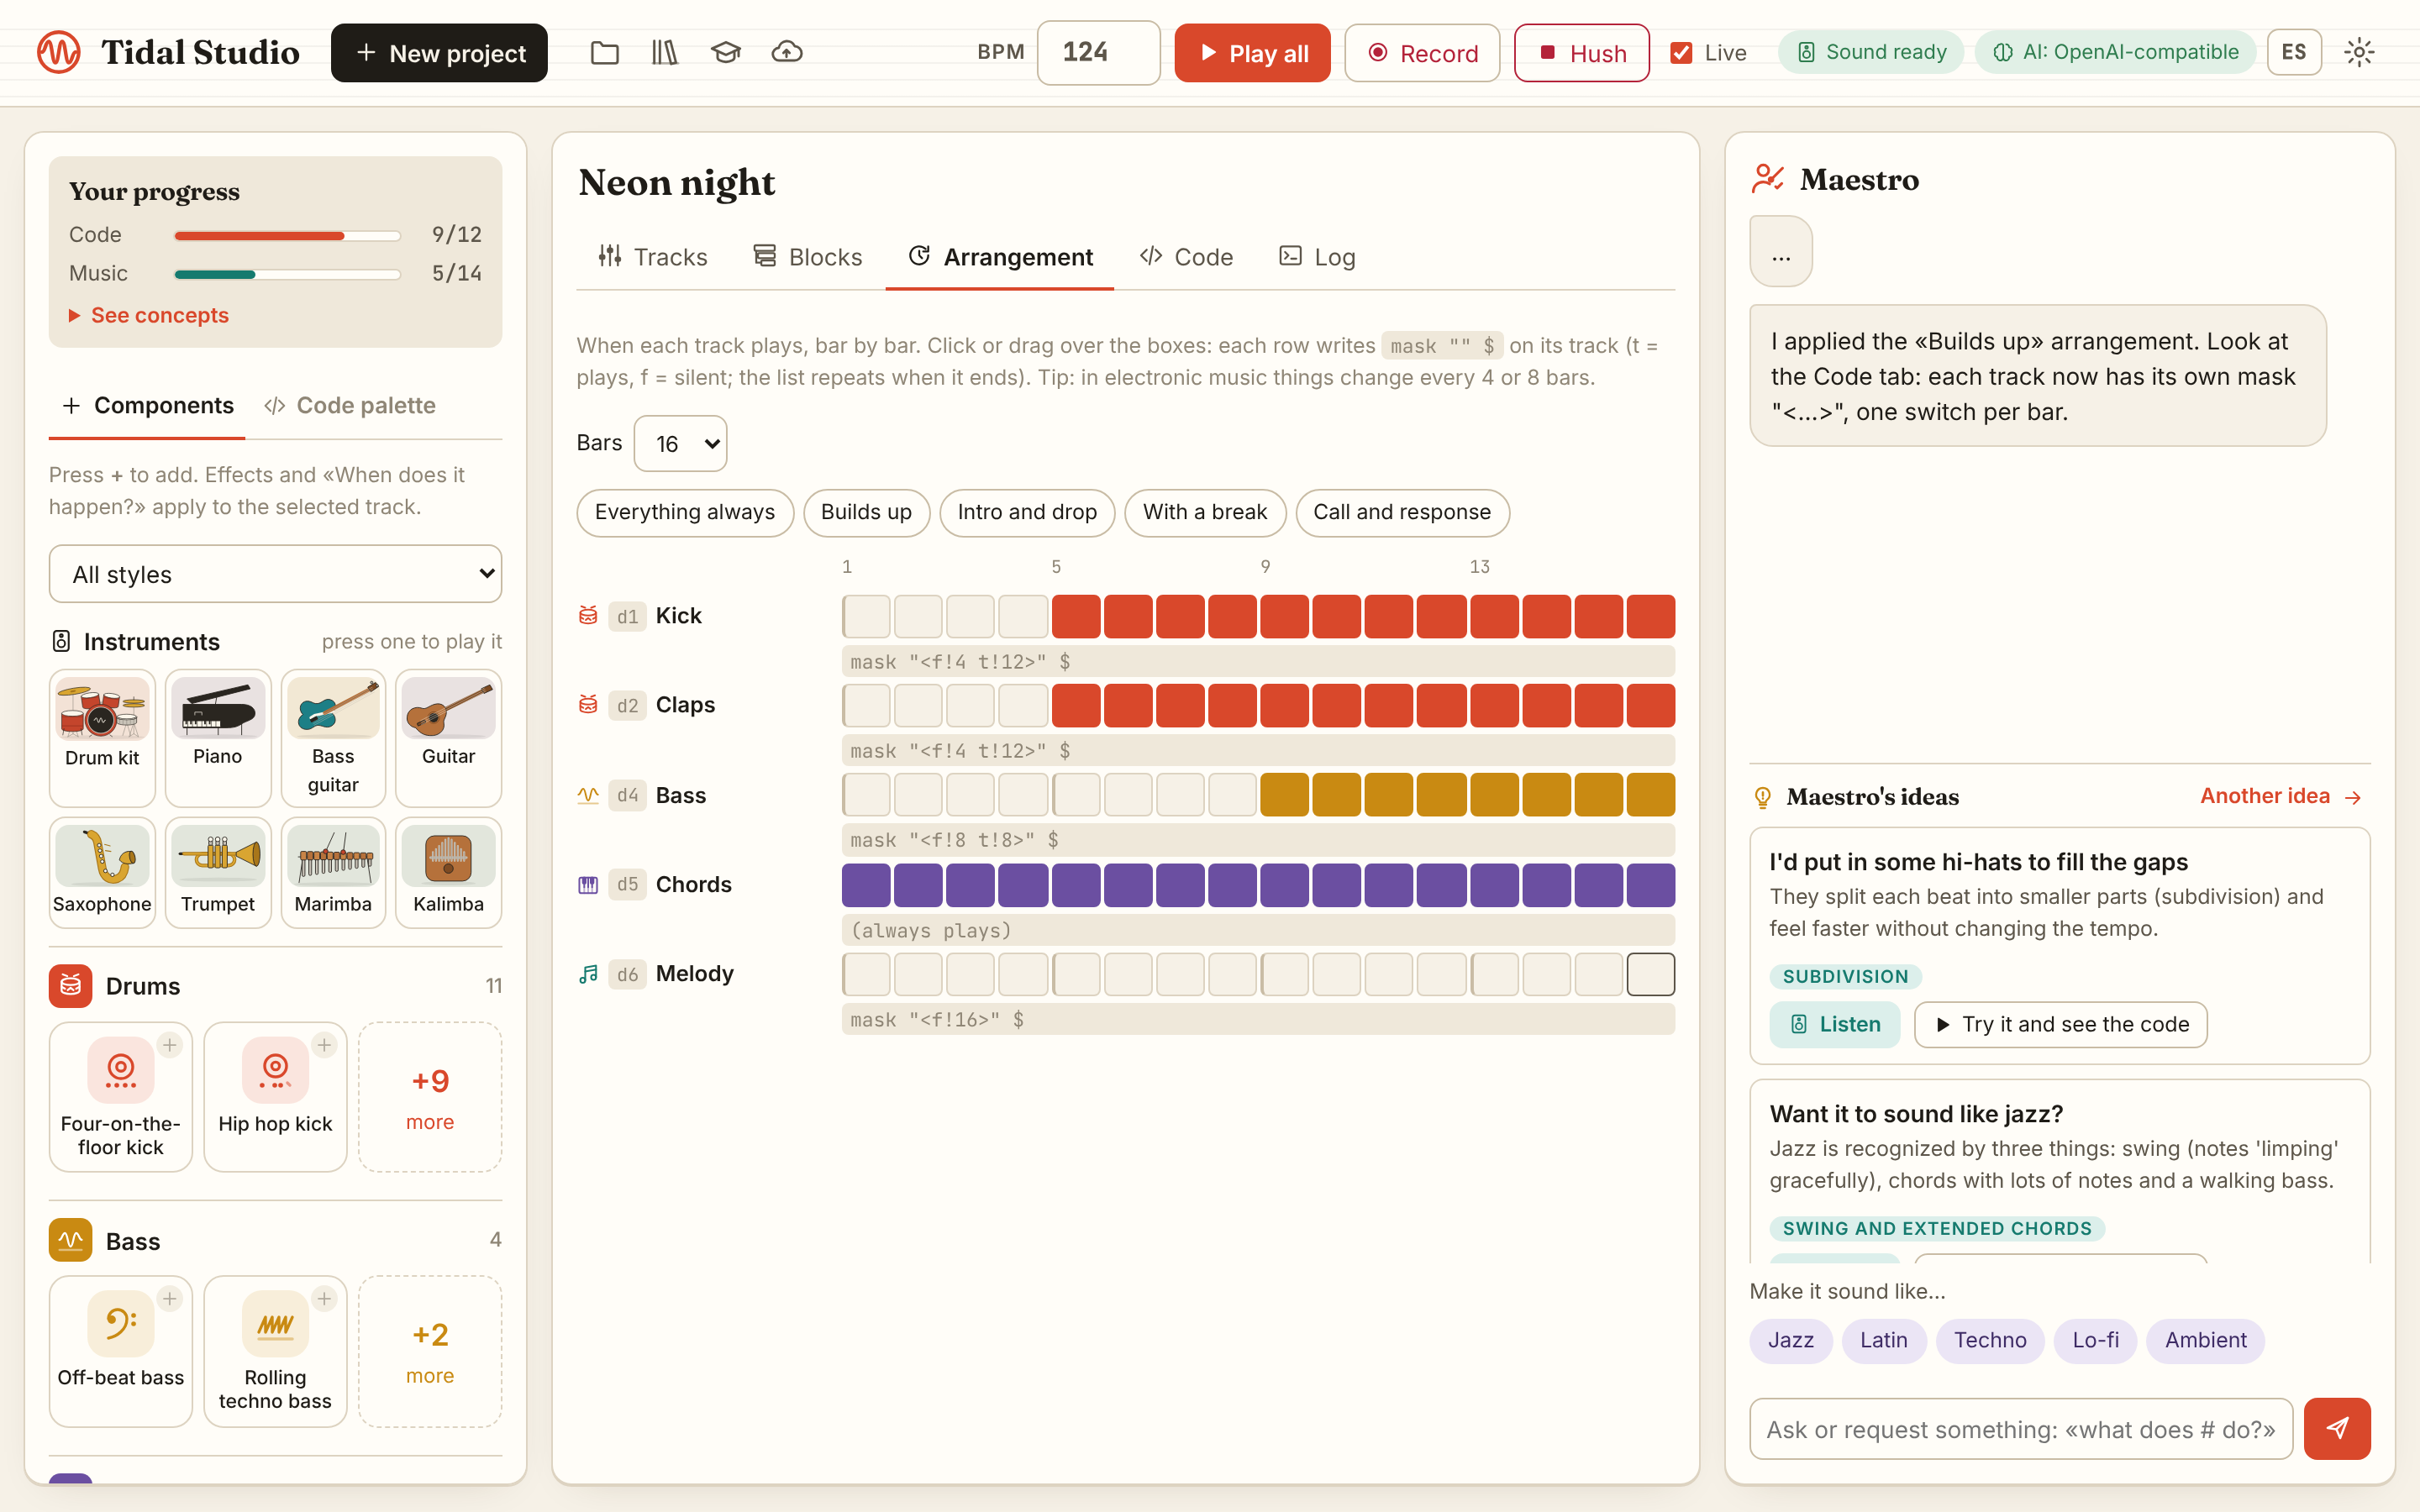 Tidal Studio
New project
BPM
124
Play all
Record
Hush
Live
Sound ready
AI: OpenAI-compatible
ES
Your progress
Code
9/12
Music
5/14
See concepts
Components
Code palette
Press + to add. Effects and «When does it
happen?» apply to the selected track.
All styles
Instruments
press one to play it
Drum kit
Piano
Bass
guitar
Guitar
Saxophone
Trumpet
Marimba
Kalimba
Drums
11
Four-on-the-
floor kick
Hip hop kick
+9
more
Bass
4
Off-beat bass
Rolling
techno bass
+2
more
Neon night
Tracks
Blocks
Arrangement
Code
Log
When each track plays, bar by bar. Click or drag over the boxes: each row writes mask "" $ on its track (t =
plays, f = silent; the list repeats when it ends). Tip: in electronic music things change every 4 or 8 bars.
Bars
16
Everything always
Builds up
Intro and drop
With a break
Call and response
1
5
9
13
d1 Kick
mask "<f!4 t!12>" $
d2 Claps
mask "<f!4 t!12>" $
d4 Bass
mask "<f!8 t!8>" $
d5 Chords
(always plays)
d6 Melody
mask "<f!16>" $
Maestro
...
I applied the «Builds up» arrangement. Look at
the Code tab: each track now has its own mask
"<...>", one switch per bar.
Maestro's ideas
Another idea
I'd put in some hi-hats to fill the gaps
They split each beat into smaller parts (subdivision) and
feel faster without changing the tempo.
SUBDIVISION
Listen
Try it and see the code
Want it to sound like jazz?
Jazz is recognized by three things: swing (notes 'limping'
gracefully), chords with lots of notes and a walking bass.
SWING AND EXTENDED CHORDS
Make it sound like...
Jazz
Latin
Techno
Lo-fi
Ambient
Ask or request something: «what does # do?»